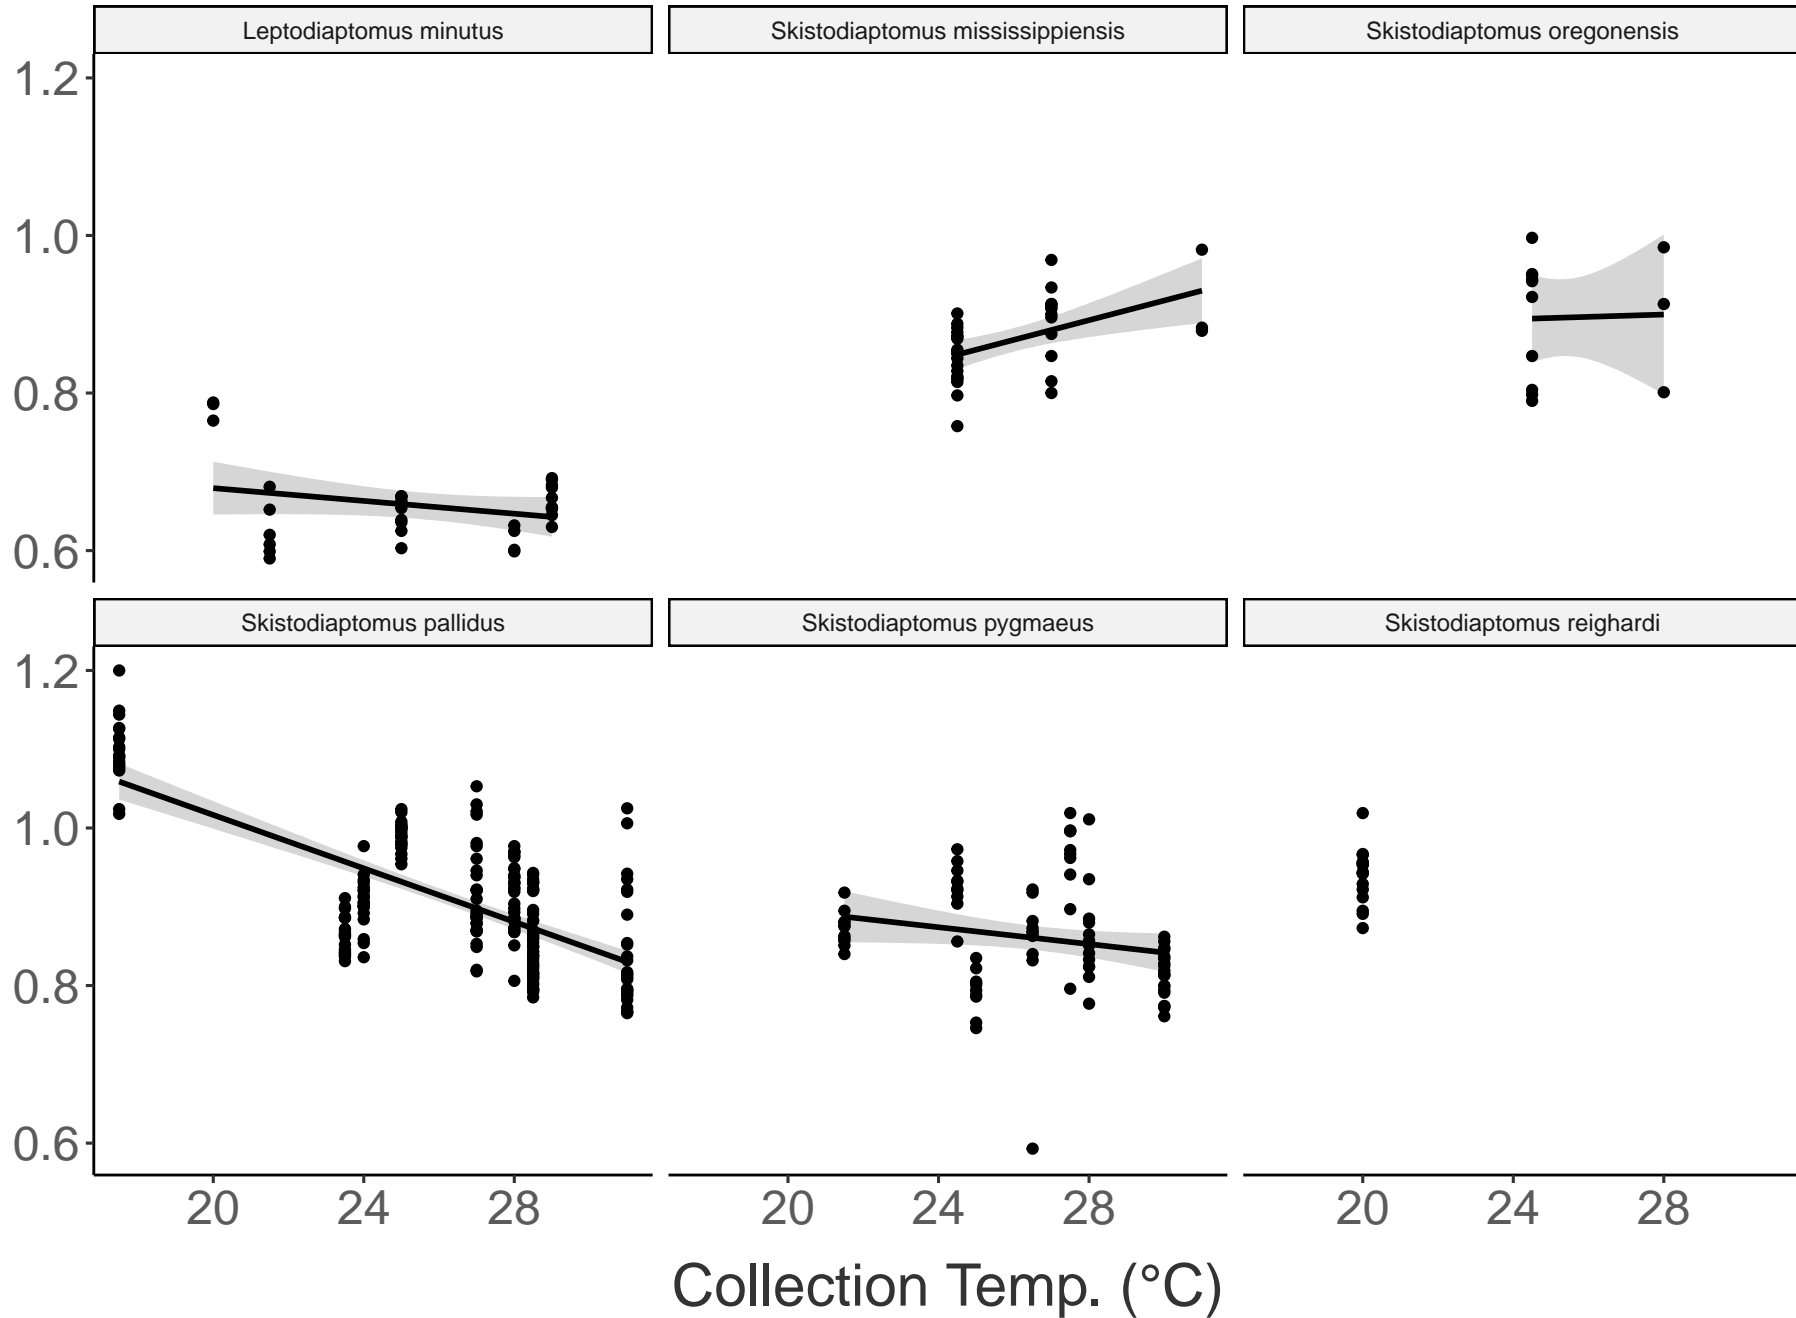 Leptodiaptomus minutus Skistodiaptomus mississippiensis Skistodiaptomus oregonensis
1.2
1.0
0.8
0.6
Skistodiaptomus pallidus Skistodiaptomus pygmaeus Skistodiaptomus reighardi
1.2
1.0
0.8
0.6
20 24 28 20 24 28 20 24 28
Collection Temp. (°C)